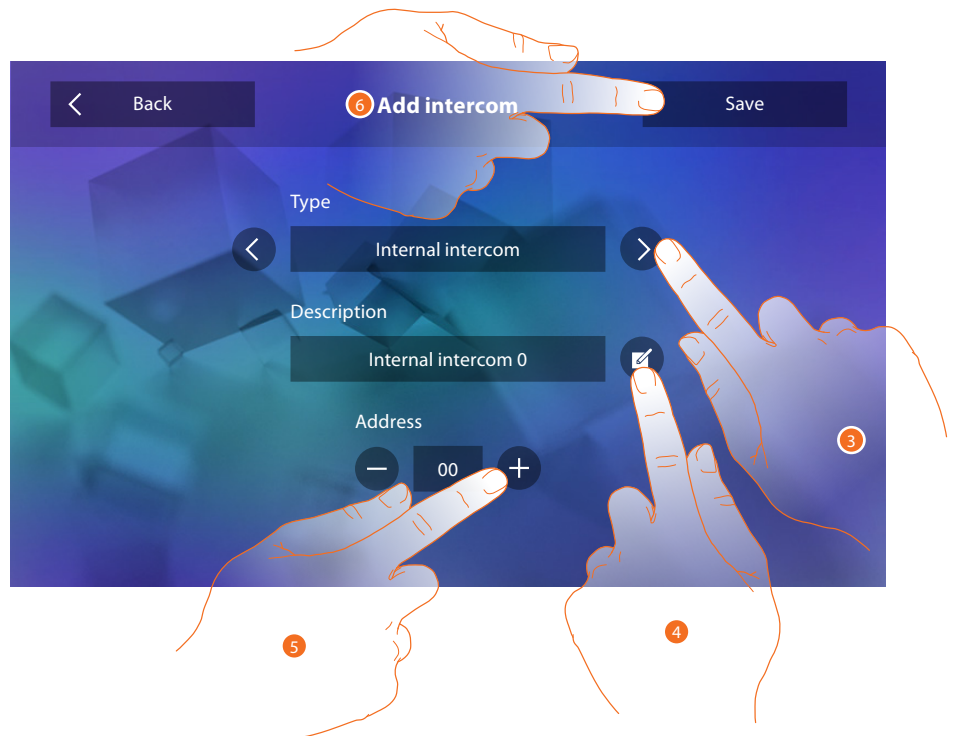 Back
6 Add intercom
Save
Type
Internal intercom
Description
Internal intercom 0
Address
00
3
4
5